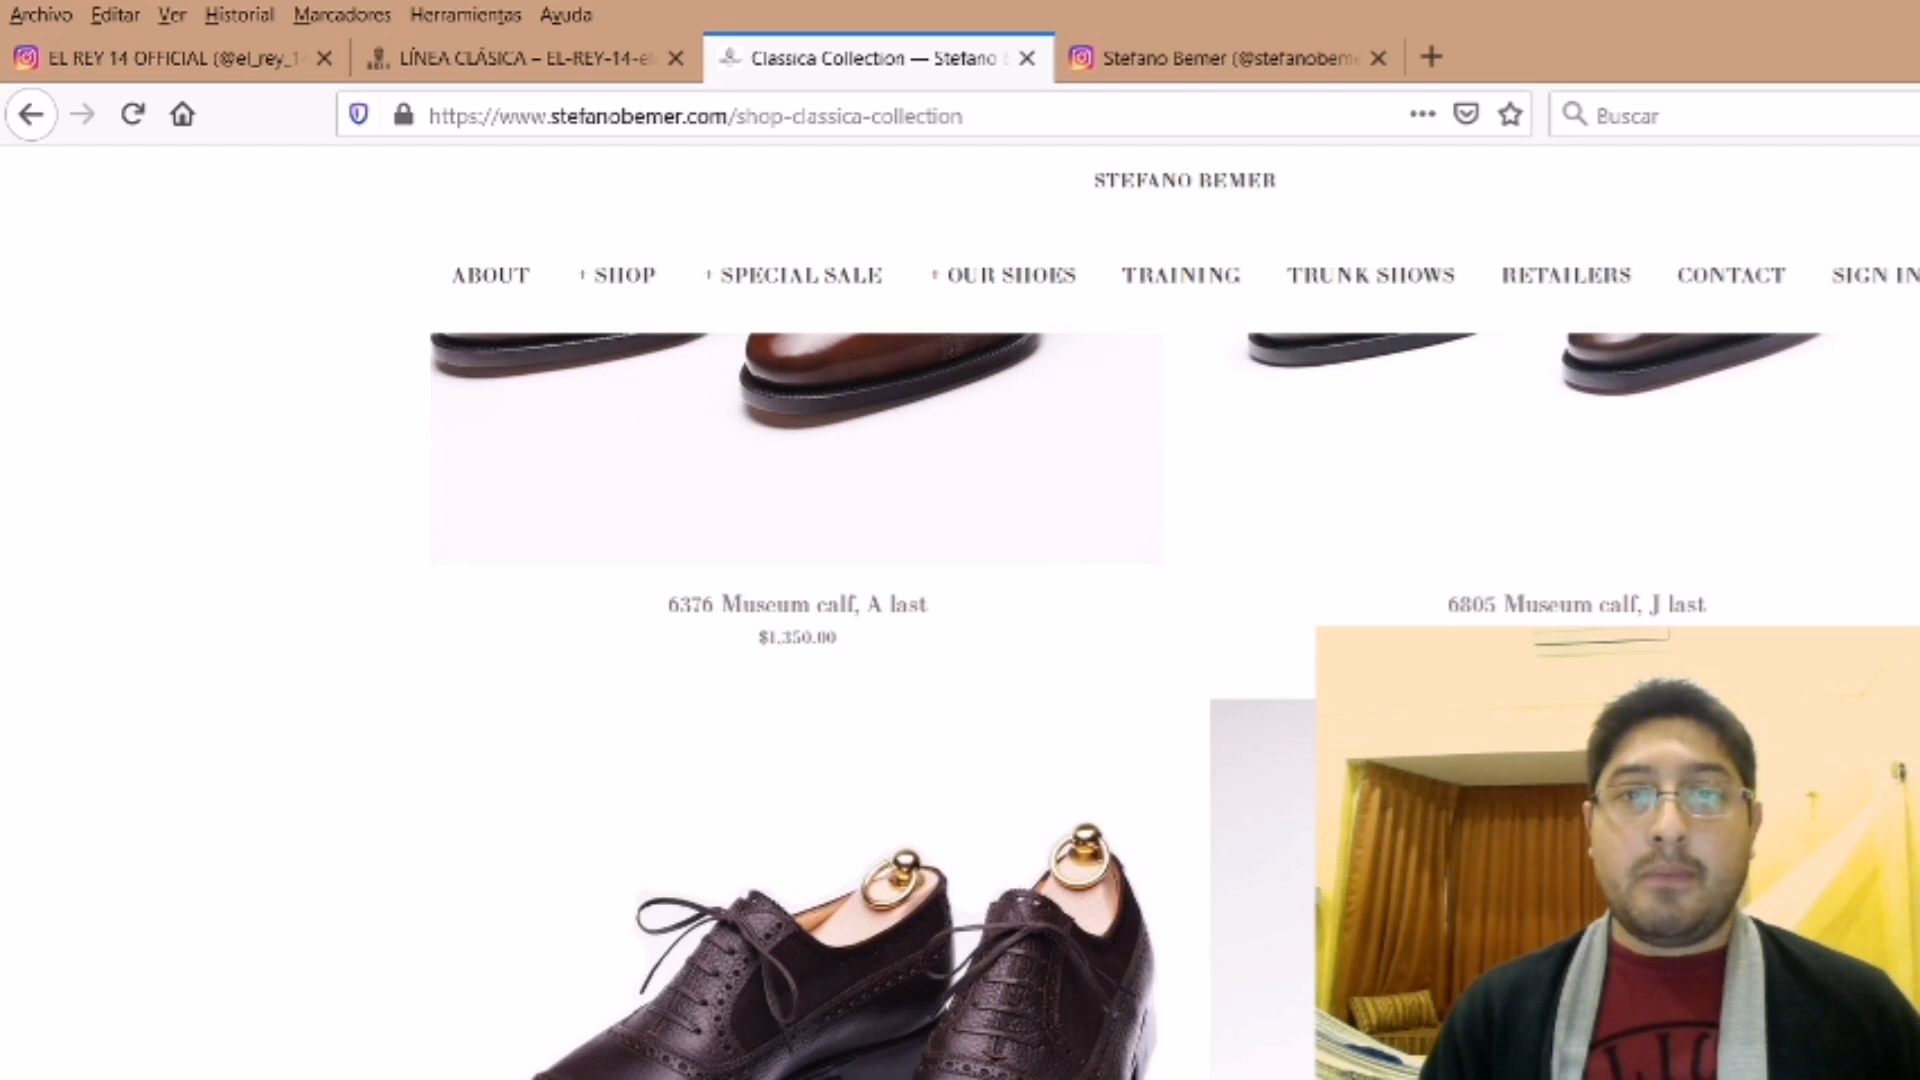 Archivo Editar Ver Historial Marcadores Herramientas Ayuda
EL REY 14 OFFICIAL (@el_rey_1 LÍNEA CLÁSICA – EL-REY-14-el Classica Collection — Stefano B Stefano Bemer (@stefanobeme
https://www.stefanobemer.com/shop-classica-collection Buscar
STEFANO BEMER
ABOUT + SHOP + SPECIAL SALE + OUR SHOES TRAINING TRUNK SHOWS RETAILERS CONTACT SIGN IN
6376 Museum calf, A last 6805 Museum calf, J last
$1,350.00